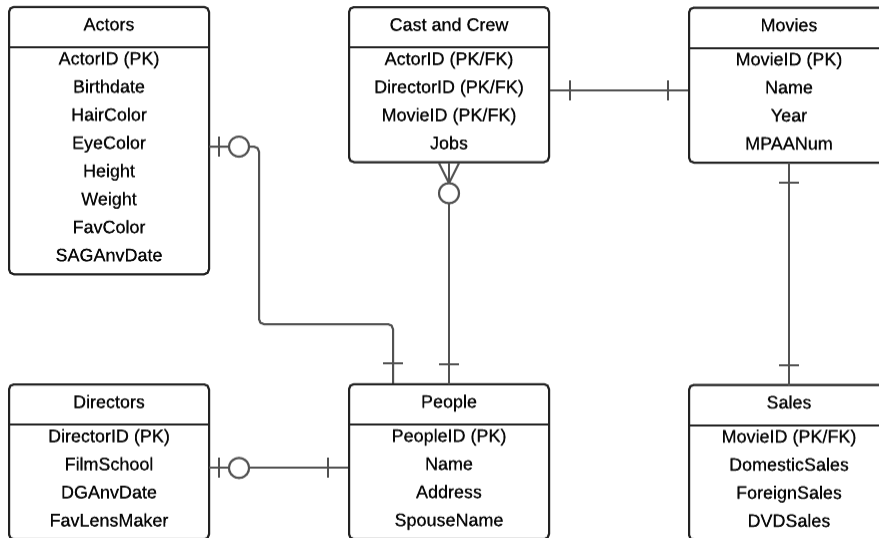 Actors
ActorID (PK)
Birthdate
HairColor
EyeColor
Height
Weight
FavColor
SAGAnvDate
Cast and Crew
ActorID (PK/FK)
DirectorID (PK/FK)
MovieID (PK/FK)
Jobs
Movies
MovieID (PK)
Name
Year
MPAANum
Directors
DirectorID (PK)
FilmSchool
DGAnvDate
FavLensMaker
People
PeopleID (PK)
Name
Address
SpouseName
Sales
MovieID (PK/FK)
DomesticSales
ForeignSales
DVDSales